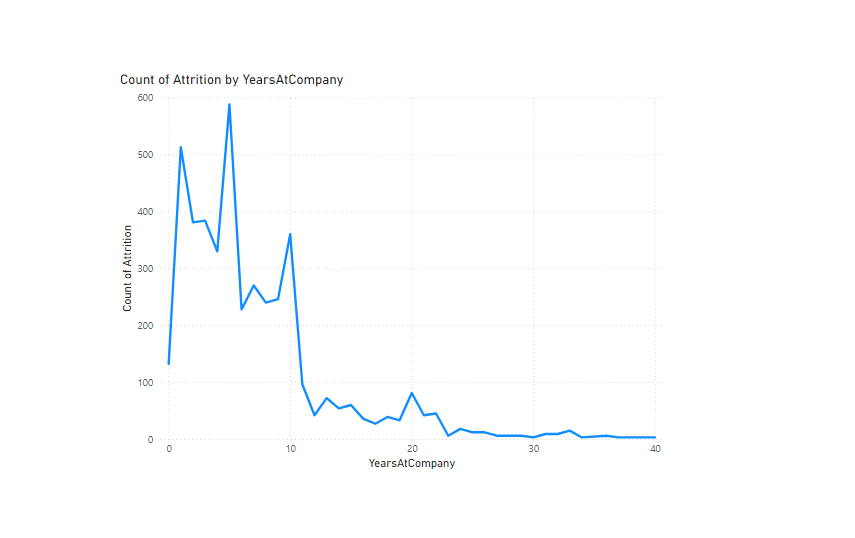 Count of Attrition by YearsAtCompany
600
500
400
300
200
100
0
Count of Attrition
0 10 20 30 40
YearsAtCompany